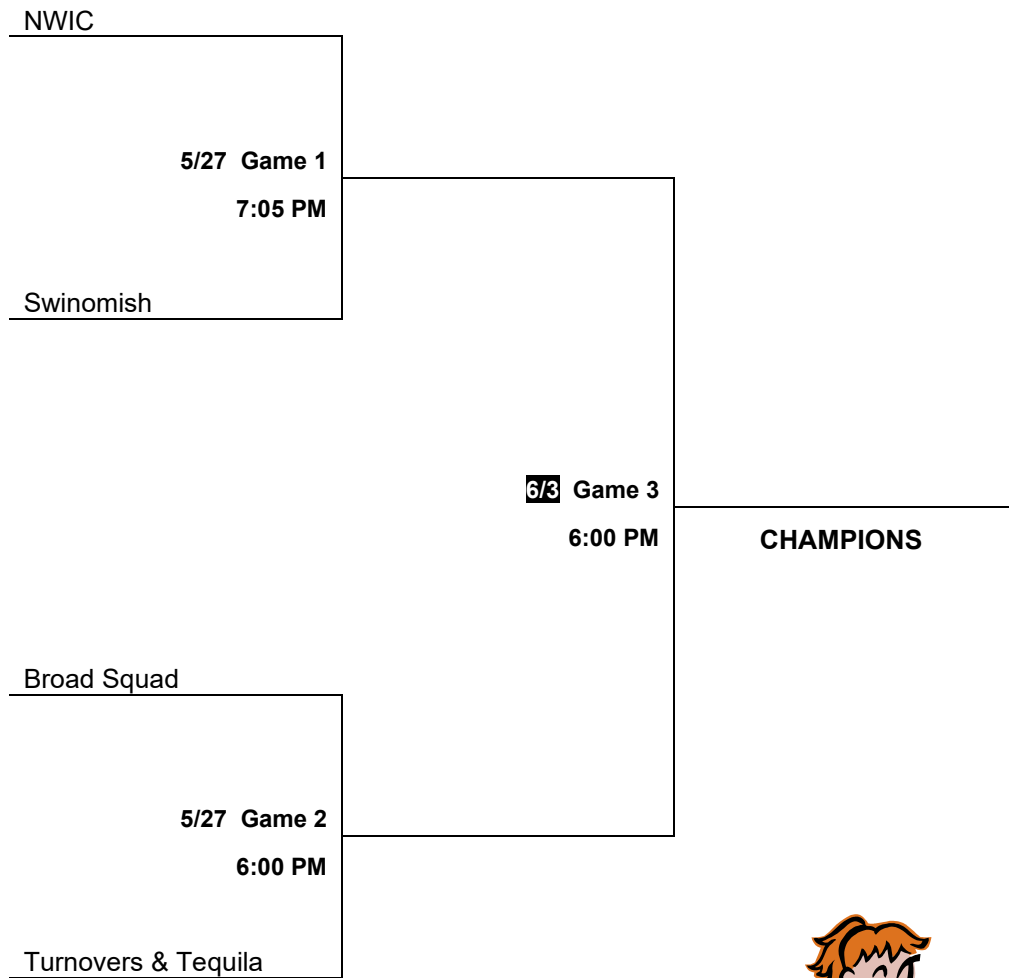 NWIC
5/27 Game 1
7:05 PM
Swinomish
6/3 Game 3
6:00 PM
CHAMPIONS
Broad Squad
5/27 Game 2
6:00 PM
Turnovers & Tequila